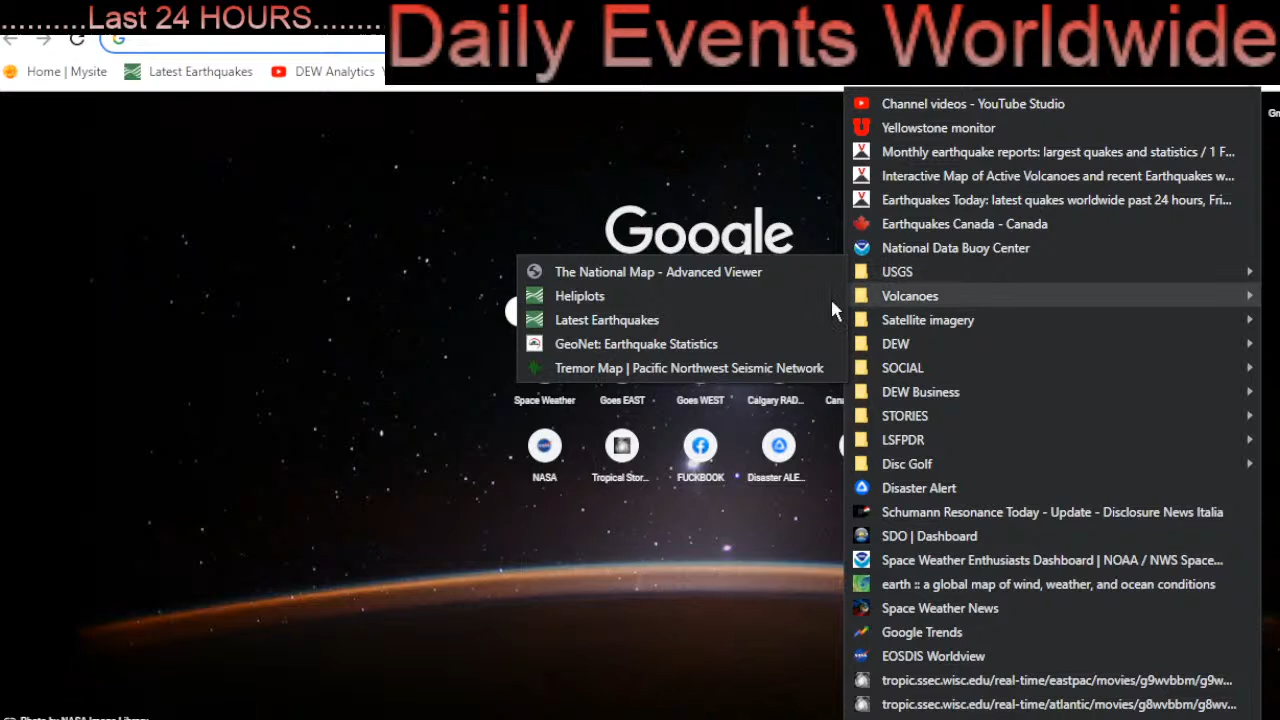 .........Last 24 HOURS........
Daily Events Worldwide
Home | Mysite
Latest Earthquakes
DEW Analytics
Channel videos - YouTube Studio
Yellowstone monitor
Monthly earthquake reports: largest quakes and statistics / 1 F...
Interactive Map of Active Volcanoes and recent Earthquakes w...
Earthquakes Today: latest quakes worldwide past 24 hours, Fri...
Earthquakes Canada - Canada
National Data Buoy Center
USGS
Volcanoes
Satellite imagery
DEW
SOCIAL
DEW Business
STORIES
LSFPDR
Disc Golf
Disaster Alert
Schumann Resonance Today - Update - Disclosure News Italia
SDO | Dashboard
Space Weather Enthusiasts Dashboard | NOAA / NWS Space...
earth :: a global map of wind, weather, and ocean conditions
Space Weather News
Google Trends
EOSDIS Worldview
tropic.ssec.wisc.edu/real-time/eastpac/movies/g9wvbbm/g9w...
tropic.ssec.wisc.edu/real-time/atlantic/movies/g8wvbbm/g8wv...
Google
The National Map - Advanced Viewer
Heliplots
Latest Earthquakes
GeoNet: Earthquake Statistics
Tremor Map | Pacific Northwest Seismic Network
Space Weather
Goes EAST
Goes WEST
Calgary RAD...
NASA
Tropical Stor...
FUCKBOOK
Disaster ALE...
Photo by NASA Image Library